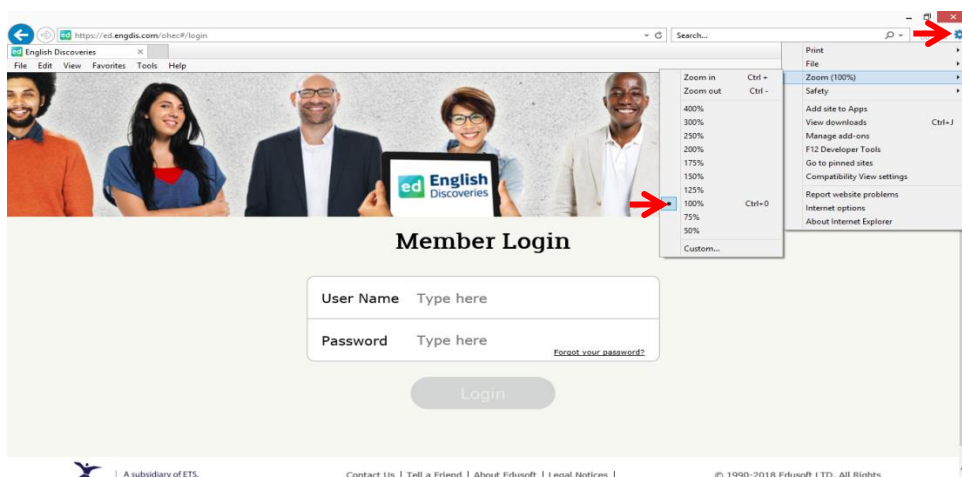 https://ed.engdis.com/ohec#/login
Search...
ed English Discoveries
File Edit View Favorites Tools Help
Print
File
Zoom (100%)
Safety
Add site to Apps
View downloads Ctrl+J
Manage add-ons
F12 Developer Tools
Go to pinned sites
Compatibility View settings
Report website problems
Internet options
About Internet Explorer
Zoom in Ctrl +
Zoom out Ctrl -
400%
300%
250%
200%
175%
150%
125%
100% Ctrl+0
75%
50%
Custom...
ed English
Discoveries
Member Login
User Name Type here
Password Type here
Forgot your password?
Login
A subsidiary of ETS.
Contact Us | Tell a Friend | About Edusoft | Legal Notices |
© 1990-2018 Edusoft LTD. All Rights